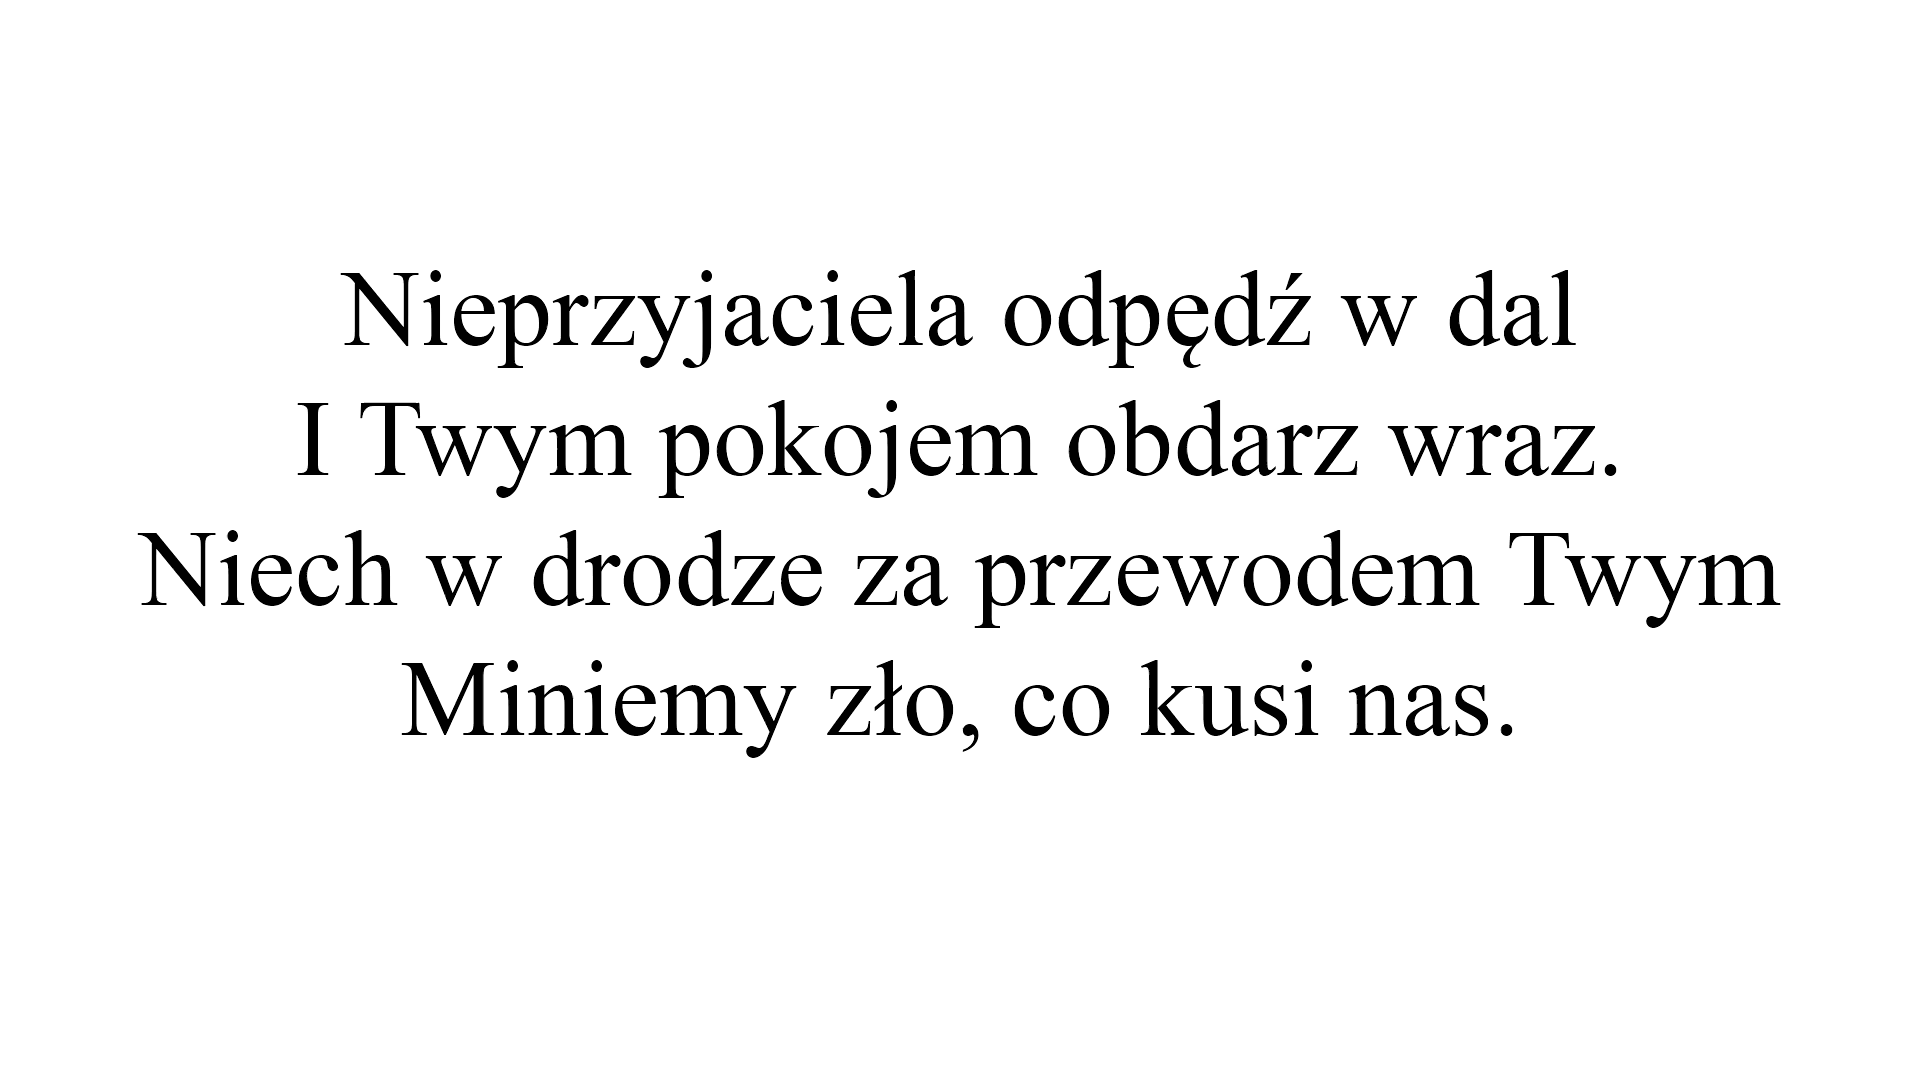 Nieprzyjaciela odpędź w dal
I Twym pokojem obdarz wraz.
Niech w drodze za przewodem Twym
Miniemy zło, co kusi nas.